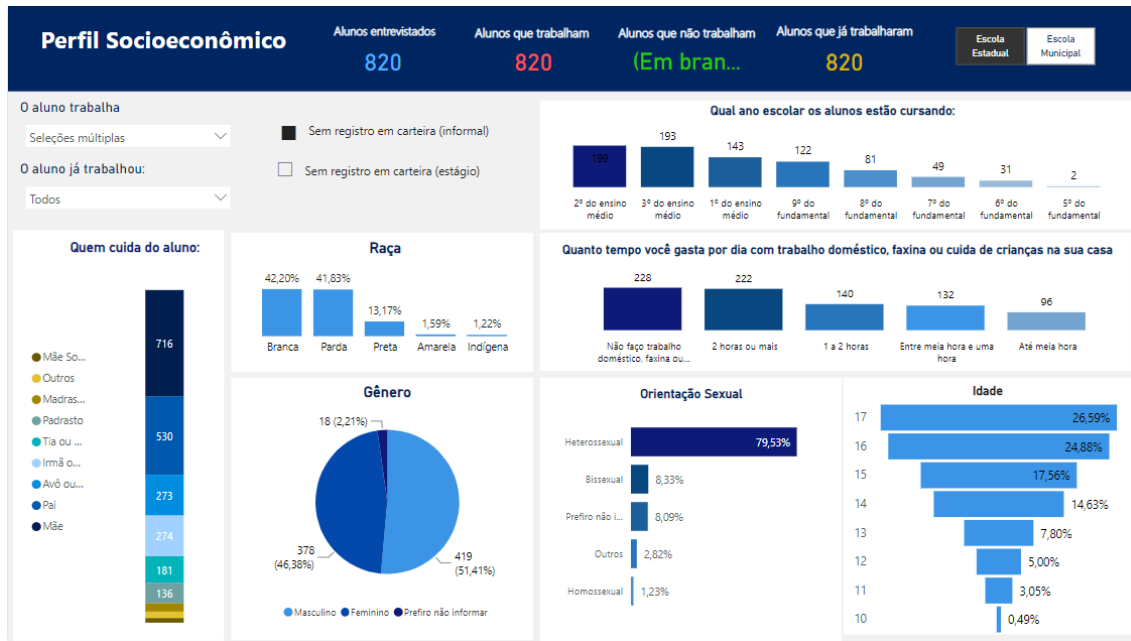 Perfil Socioeconômico
Alunos entrevistados
820
Alunos que trabalham
820
Alunos que não trabalham
(Em bran...
Alunos que já trabalharam
820
Escola
Estadual
Escola
Municipal
O aluno trabalha
Seleções múltiplas
O aluno já trabalhou:
Todos
Sem registro em carteira (informal)
Sem registro em carteira (estágio)
Qual ano escolar os alunos estão cursando:
199
193
143
122
81
49
31
2
2º do ensino
médio
3º do ensino
médio
1º do ensino
médio
9º do
fundamental
8º do
fundamental
7º do
fundamental
6º do
fundamental
5º do
fundamental
Quem cuida do aluno:
Mãe So...
Outros
Madras...
Padrasto
Tia ou ...
Irmã o...
Avô ou...
Pai
Mãe
716
530
273
274
181
136
Raça
42,20%
41,83%
13,17%
1,59%
1,22%
Branca
Parda
Preta
Amarela
Indígena
Quanto tempo você gasta por dia com trabalho doméstico, faxina ou cuida de crianças na sua casa
228
222
140
132
96
Não faço trabalho
doméstico, faxina ou...
2 horas ou mais
1 a 2 horas
Entre meia hora e uma
hora
Até meia hora
Gênero
18 (2,21%)
378
(46,38%)
419
(51,41%)
Masculino
Feminino
Prefiro não informar
Orientação Sexual
Heterossexual
79,53%
Bissexual
8,33%
Prefiro não i...
8,09%
Outros
2,82%
Homossexual
1,23%
Idade
17
26,59%
16
24,88%
15
17,56%
14
14,63%
13
7,80%
12
5,00%
11
3,05%
10
0,49%